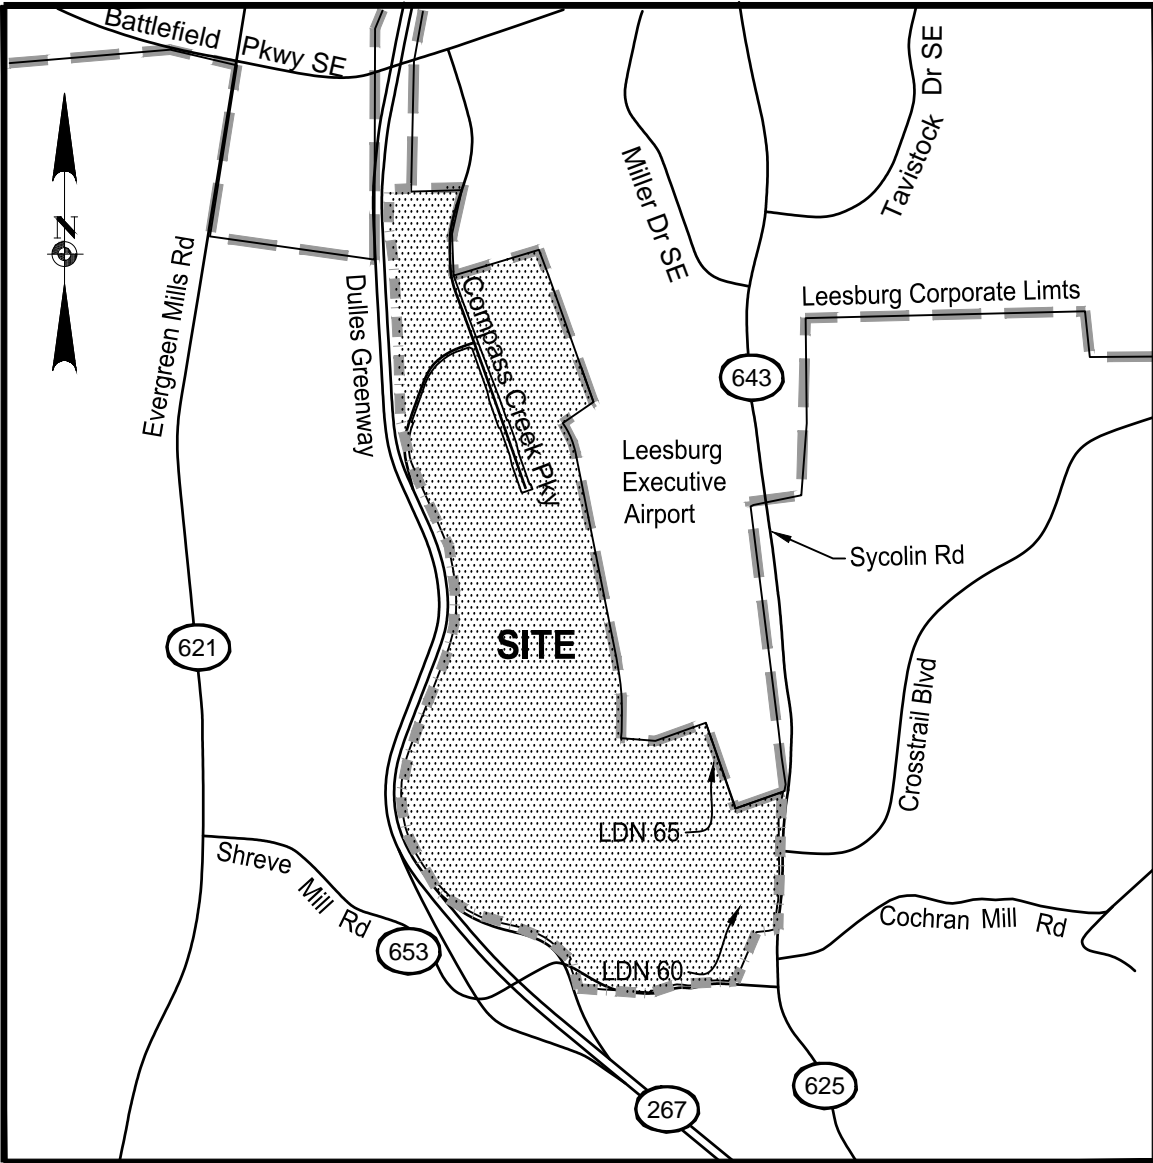 Battlefield Pkwy SE
Tavistock Dr SE
Miller Dr SE
N
Evergreen Mills Rd
Dulles Greenway
Compass Creek Pky
Leesburg Corporate Limts
643
Leesburg
Executive
Airport
Sycolin Rd
SITE
621
Crosstrail Blvd
LDN 65
Shreve Mill Rd
653
Cochran Mill Rd
LDN 60
625
267